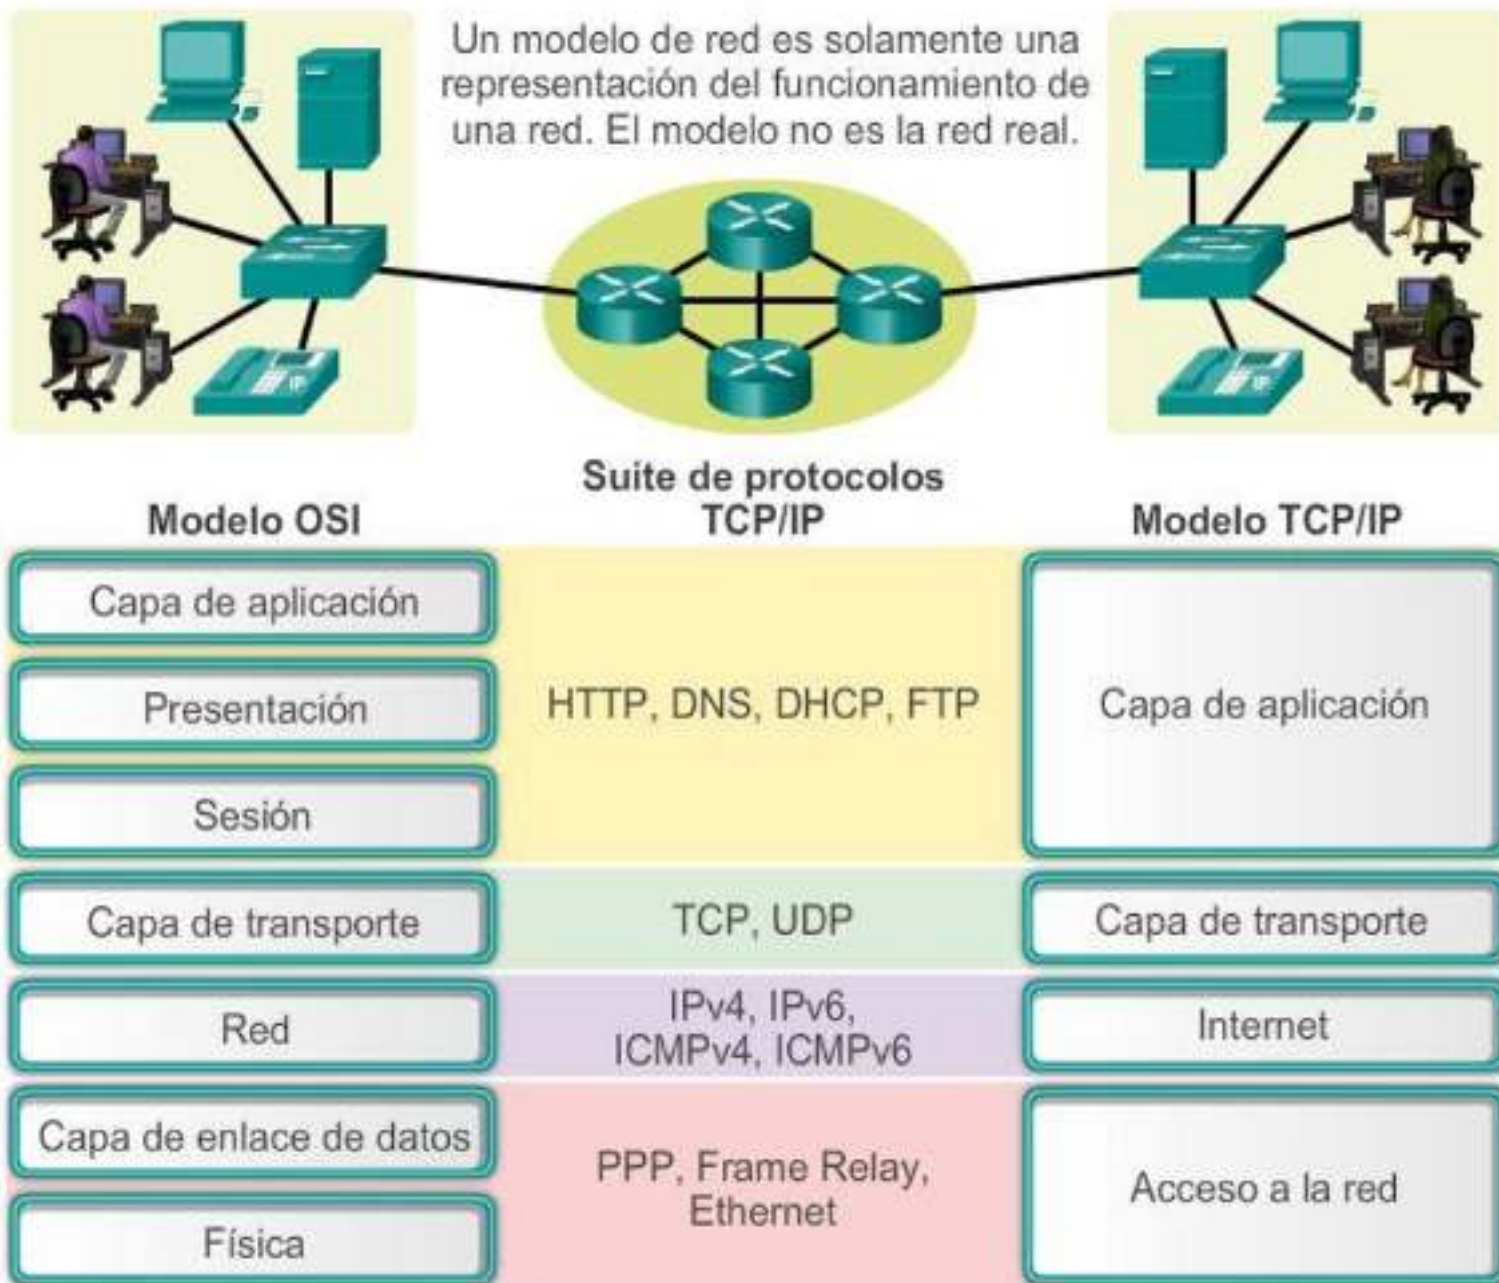 Un modelo de red es solamente una
representación del funcionamiento de
una red. El modelo no es la red real.
IP
IP
Modelo OSI
Suite de protocolos
TCP/IP
Modelo TCP/IP
Capa de aplicación
Presentación
Sesión
HTTP, DNS, DHCP, FTP
Capa de aplicación
Capa de transporte
TCP, UDP
Capa de transporte
Red
IPv4, IPv6,
ICMPv4, ICMPv6
Internet
Capa de enlace de datos
Física
PPP, Frame Relay,
Ethernet
Acceso a la red